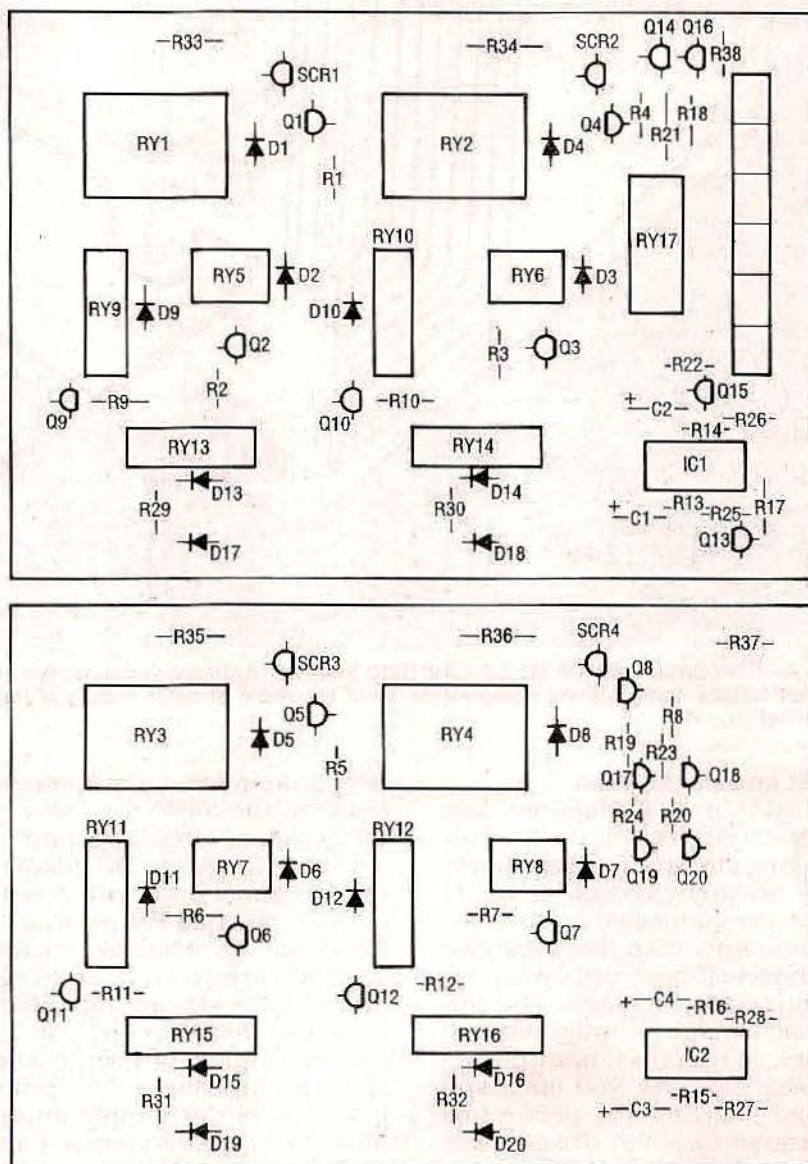 R33
R34
Q14 Q16
SCR1
SCR2
R38
RY1
Q1
D1
R1
RY2
Q4
D4
R4
R21
R18
RY10
RY17
RY9
RY5
D2
D9
D10
RY6
D3
Q2
R3
Q3
R2
R22
Q15
Q9
R9
Q10
R10
+
C2
R26
R14
RY13
RY14
IC1
D13
D14
R29
R30
R13
R17
+
C1
R25
D17
D18
Q13
R35
R36
SCR4
R37
SCR3
Q8
RY3
Q5
D5
R5
RY4
D8
R8
R19
R23
Q17
Q18
RY11
RY12
R24
R20
RY7
D6
RY8
D7
Q19
Q20
D11
D12
R6
Q6
R7
Q7
Q11
R11
Q12
R12
+
C4
R16
R28
RY15
RY16
IC2
D15
D16
R31
R32
R15
+
C3
R27
D19
D20